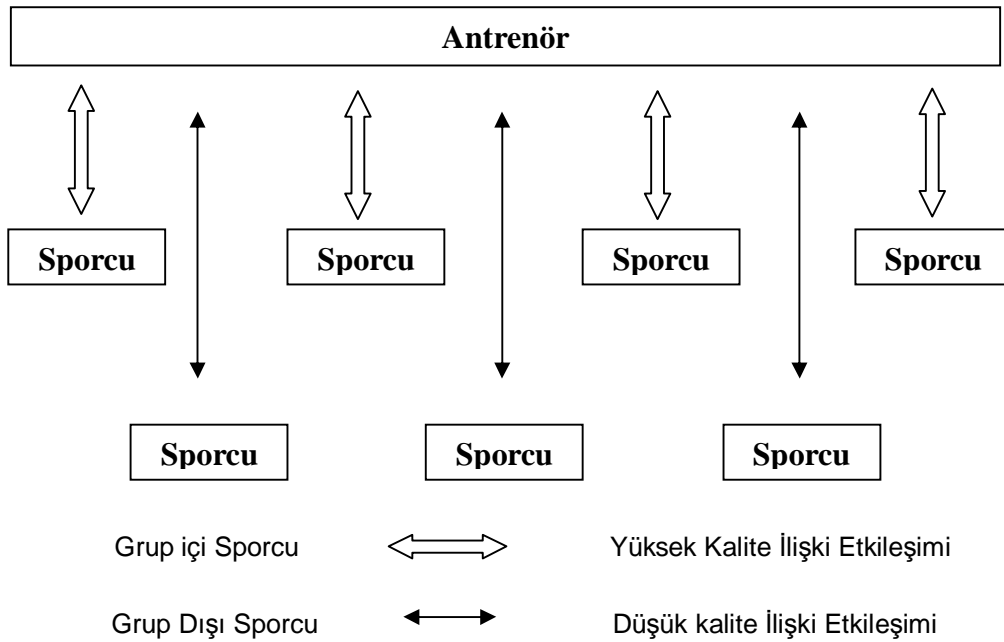 Antrenör
Sporcu Sporcu Sporcu Sporcu
Sporcu Sporcu Sporcu
Grup içi Sporcu Yüksek Kalite İlişki Etkileşimi
Grup Dışı Sporcu Düşük kalite İlişki Etkileşimi